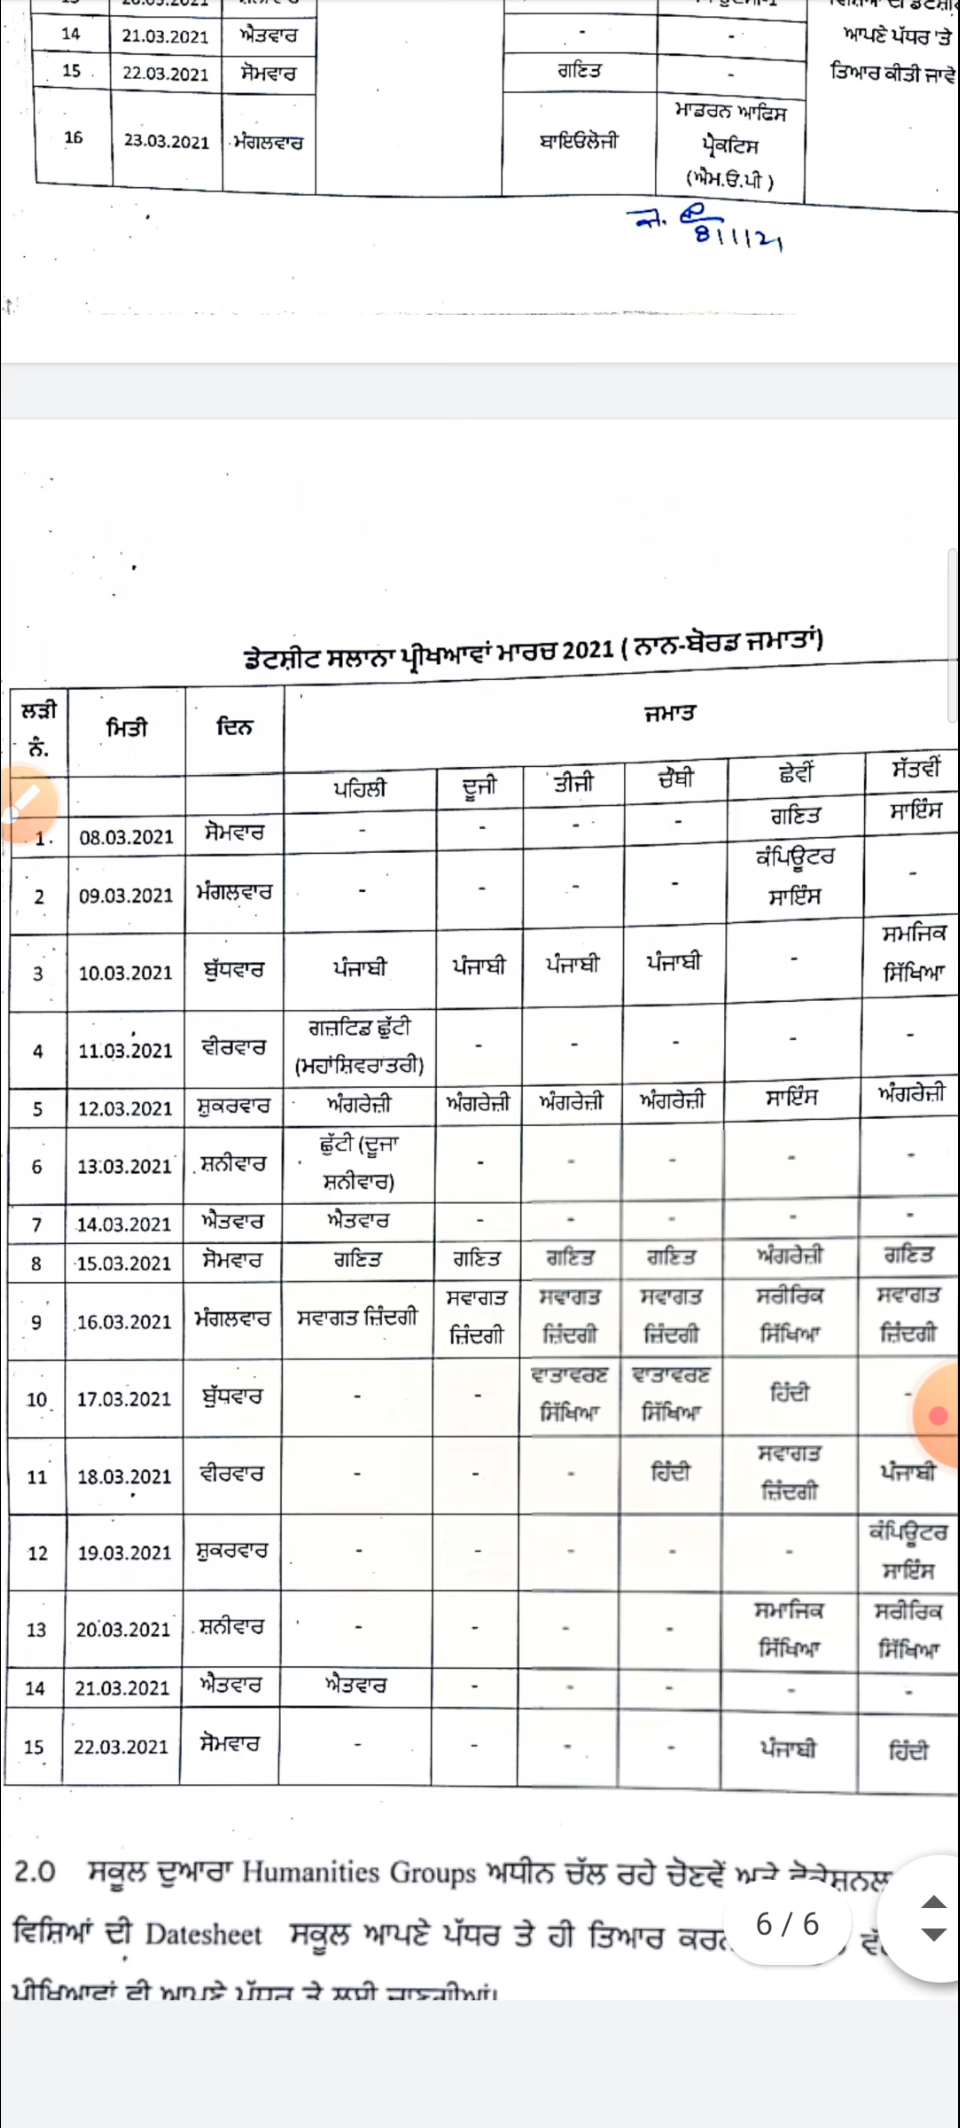 14 21.03.2021 ਐਤਵਾਰ - - ਆਪਣੇ ਪੱਧਰ 'ਤੇ
15 22.03.2021 ਸੋਮਵਾਰ ਗਣਿਤ - ਤਿਆਰ ਕੀਤੀ ਜਾਵੇ
16 23.03.2021 ਮੰਗਲਵਾਰ ਬਾਇਓਲੋਜੀ ਮਾਡਰਨ ਆਫਿਸ
ਪ੍ਰੈਕਟਿਸ
(ਐਮ.ਓ.ਪੀ )
8/1/21
ਡੇਟਸ਼ੀਟ ਸਲਾਨਾ ਪ੍ਰੀਖਆਵਾਂ ਮਾਰਚ 2021 ( ਨਾਨ-ਬੋਰਡ ਜਮਾਤਾਂ)
ਲੜੀ ਨੰ. ਮਿਤੀ ਦਿਨ ਜਮਾਤ
ਪਹਿਲੀ ਦੂਜੀ ਤੀਜੀ ਚੌਥੀ ਛੇਵੀਂ ਸੱਤਵੀਂ
1. 08.03.2021 ਸੋਮਵਾਰ - - - - ਗਣਿਤ ਸਾਇੰਸ
2 09.03.2021 ਮੰਗਲਵਾਰ - - - - ਕੰਪਿਊਟਰ ਸਾਇੰਸ -
3 10.03.2021 ਬੁੱਧਵਾਰ ਪੰਜਾਬੀ ਪੰਜਾਬੀ ਪੰਜਾਬੀ ਪੰਜਾਬੀ - ਸਮਜਿਕ ਸਿੱਖਿਆ
4 11.03.2021 ਵੀਰਵਾਰ ਗਜ਼ਟਿਡ ਛੁੱਟੀ (ਮਹਾਂਸ਼ਿਵਰਾਤਰੀ) - - - - -
5 12.03.2021 ਸ਼ੁਕਰਵਾਰ ਅੰਗਰੇਜ਼ੀ ਅੰਗਰੇਜ਼ੀ ਅੰਗਰੇਜ਼ੀ ਅੰਗਰੇਜ਼ੀ ਸਾਇੰਸ ਅੰਗਰੇਜ਼ੀ
6 13.03.2021 ਸ਼ਨੀਵਾਰ ਛੁੱਟੀ (ਦੂਜਾ ਸ਼ਨੀਵਾਰ) - - - - -
7 14.03.2021 ਐਤਵਾਰ ਐਤਵਾਰ - - - - -
8 15.03.2021 ਸੋਮਵਾਰ ਗਣਿਤ ਗਣਿਤ ਗਣਿਤ ਗਣਿਤ ਅੰਗਰੇਜ਼ੀ ਗਣਿਤ
9 16.03.2021 ਮੰਗਲਵਾਰ ਸਵਾਗਤ ਜ਼ਿੰਦਗੀ ਸਵਾਗਤ ਜ਼ਿੰਦਗੀ ਸਵਾਗਤ ਜ਼ਿੰਦਗੀ ਸਵਾਗਤ ਜ਼ਿੰਦਗੀ ਸਰੀਰਿਕ ਸਿੱਖਿਆ ਸਵਾਗਤ ਜ਼ਿੰਦਗੀ
10 17.03.2021 ਬੁੱਧਵਾਰ - - ਵਾਤਾਵਰਣ ਸਿੱਖਿਆ ਵਾਤਾਵਰਣ ਸਿੱਖਿਆ ਹਿੰਦੀ -
11 18.03.2021 ਵੀਰਵਾਰ - - - ਹਿੰਦੀ ਸਵਾਗਤ ਜ਼ਿੰਦਗੀ ਪੰਜਾਬੀ
12 19.03.2021 ਸ਼ੁਕਰਵਾਰ - - - - - ਕੰਪਿਊਟਰ ਸਾਇੰਸ
13 20.03.2021 ਸ਼ਨੀਵਾਰ - - - - ਸਮਾਜਿਕ ਸਿੱਖਿਆ ਸਰੀਰਿਕ ਸਿੱਖਿਆ
14 21.03.2021 ਐਤਵਾਰ ਐਤਵਾਰ - - - - -
15 22.03.2021 ਸੋਮਵਾਰ - - - - ਪੰਜਾਬੀ ਹਿੰਦੀ
2.0 ਸਕੂਲ ਦੁਆਰਾ Humanities Groups ਅਧੀਨ ਚੱਲ ਰਹੇ ਚੋਣਵੇਂ ਅਤੇ
ਵਿਸ਼ਿਆਂ ਦੀ Datesheet ਸਕੂਲ ਆਪਣੇ ਪੱਧਰ ਤੇ ਹੀ ਤਿਆਰ
6 / 6